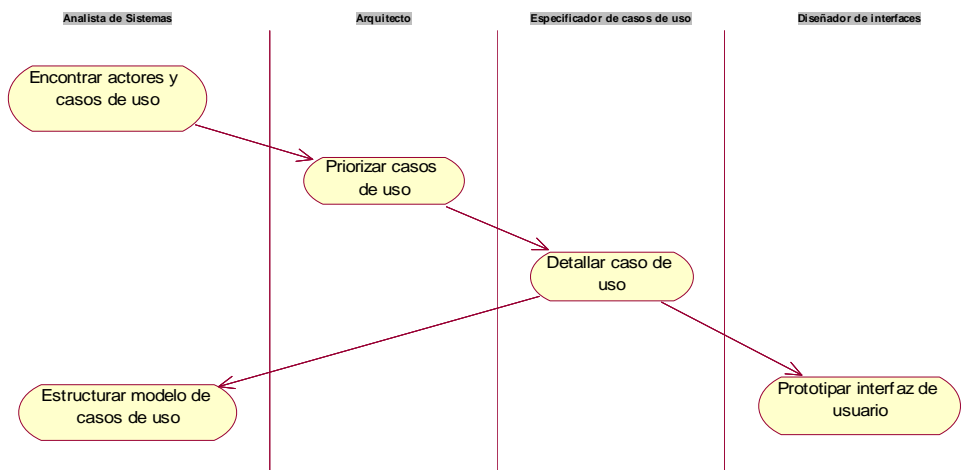 Analista de Sistemas
Arquitecto
Especificador de casos de uso
Diseñador de interfaces
Encontrar actores y
casos de uso
Priorizar casos
de uso
Detallar caso de
uso
Estructurar modelo de
casos de uso
Prototipar interfaz de
usuario